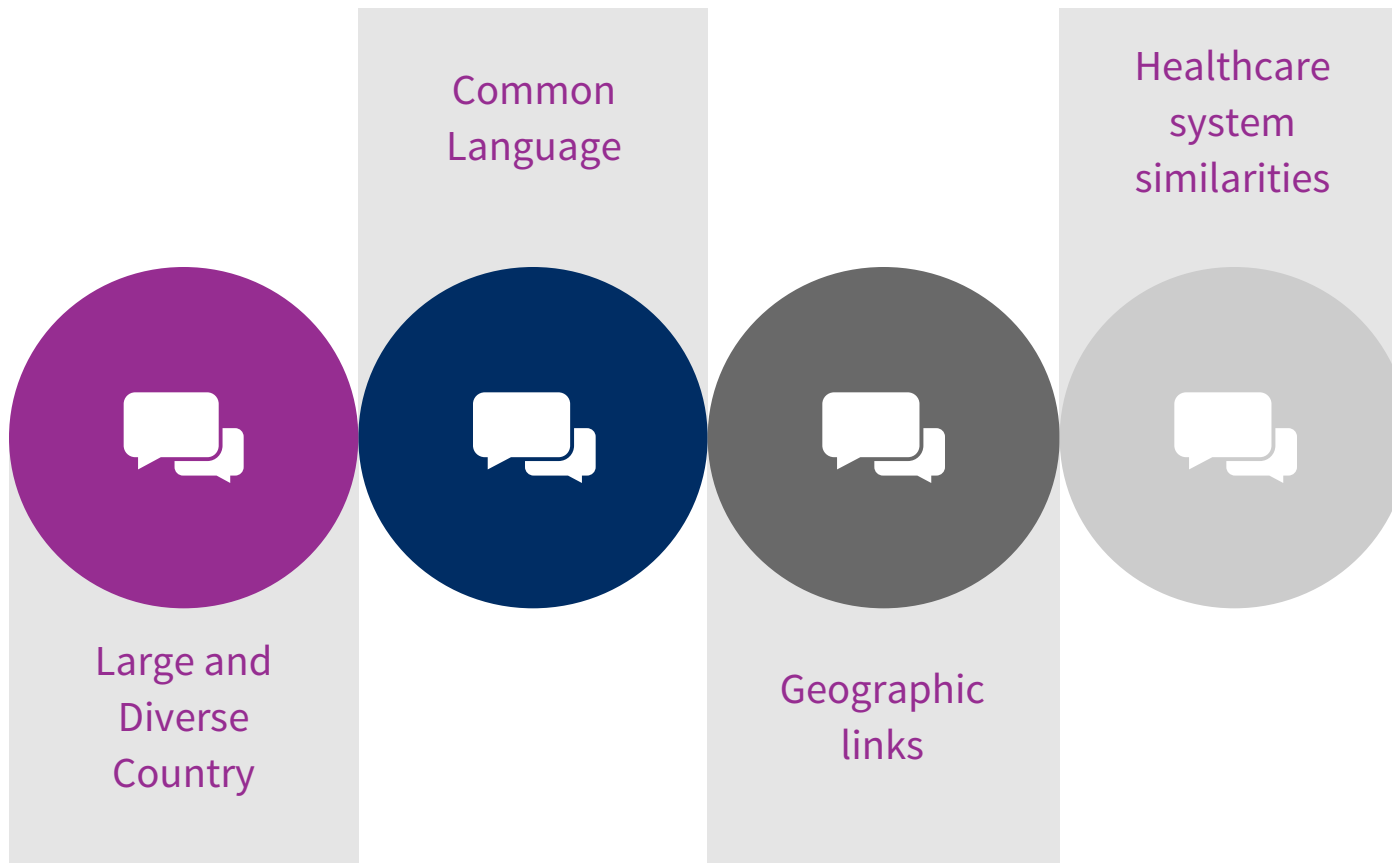 Large and
Diverse
Country
Common
Language
Geographic
links
Healthcare
system
similarities